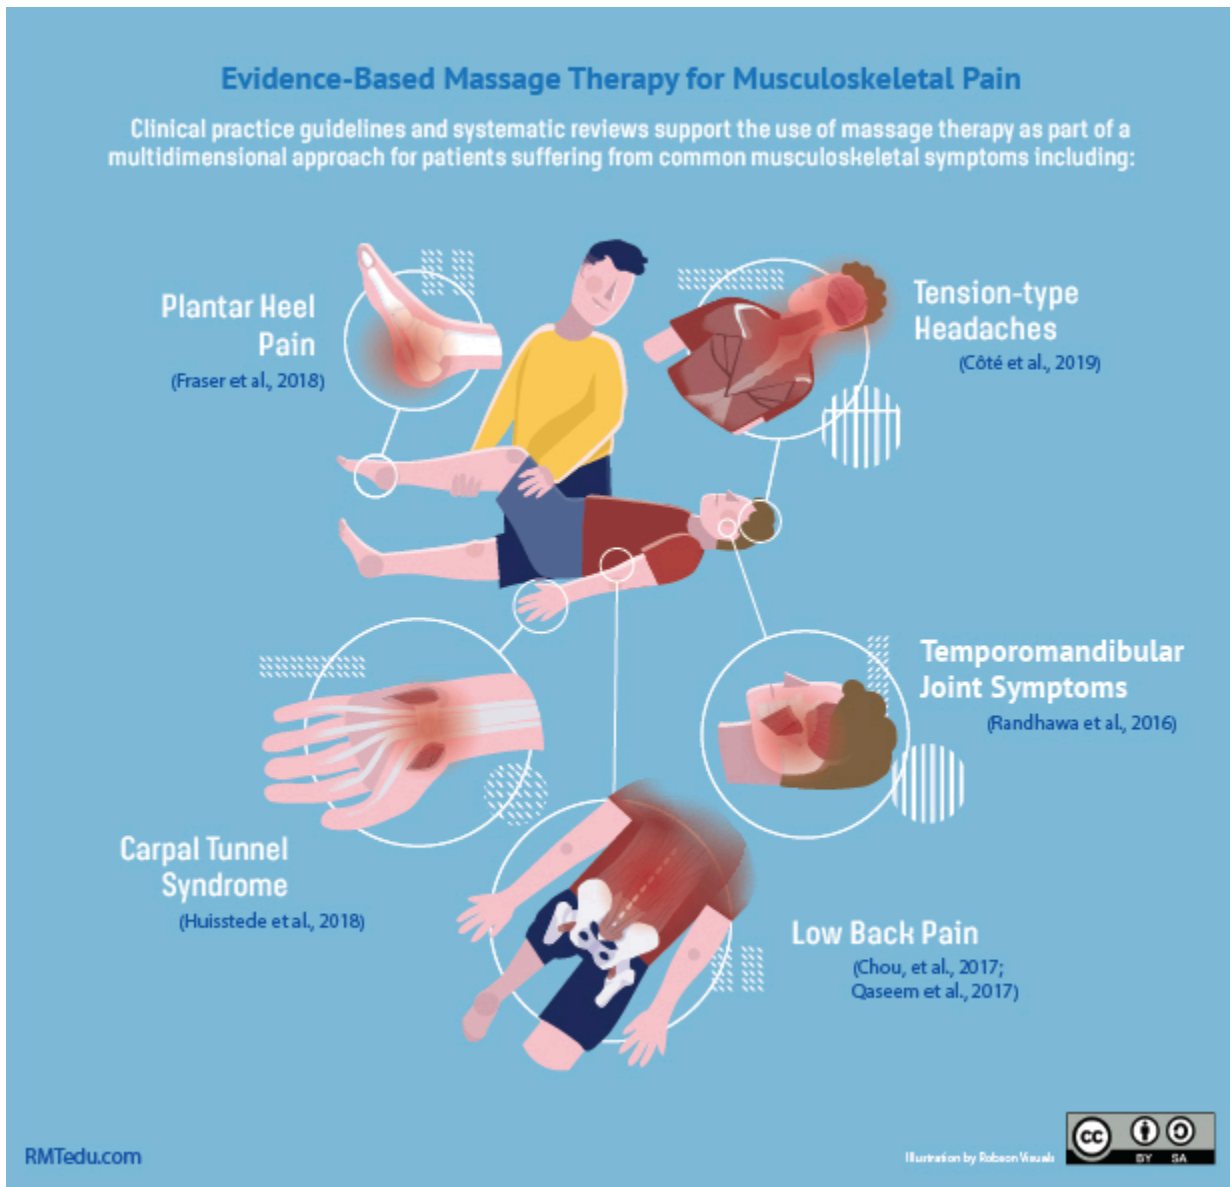 Evidence-Based Massage Therapy for Musculoskeletal Pain
Clinical practice guidelines and systematic reviews support the use of massage therapy as part of a
multidimensional approach for patients suffering from common musculoskeletal symptoms including:
Plantar Heel
Pain
(Fraser et al., 2018)
Tension-type
Headaches
(Côté et al., 2019)
Temporomandibular
Joint Symptoms
(Randhawa et al., 2016)
Carpal Tunnel
Syndrome
(Huisstede et al., 2018)
Low Back Pain
(Chou, et al., 2017;
Qaseem et al., 2017)
RMTedu.com
Illustration by Robson Visuals
cc
BY SA